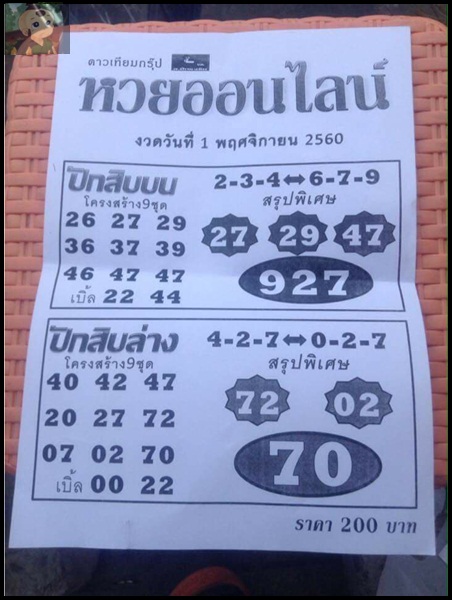 ดาวเทียมกรุ๊ป
หวยออนไลน์
งวดวันที่ 1 พฤศจิกายน 2560
ปักสิบบน
โครงสร้าง9ชุด
26 27 29
36 37 39
46 47 47
เบิ้ล 22 44
2-3-4⇔6-7-9
สรุปพิเศษ
27 29 47
927
ปักสิบล่าง
โครงสร้าง9ชุด
40 42 47
20 27 72
07 02 70
เบิ้ล 00 22
4-2-7⇔0-2-7
สรุปพิเศษ
72 02
70
ราคา 200 บาท